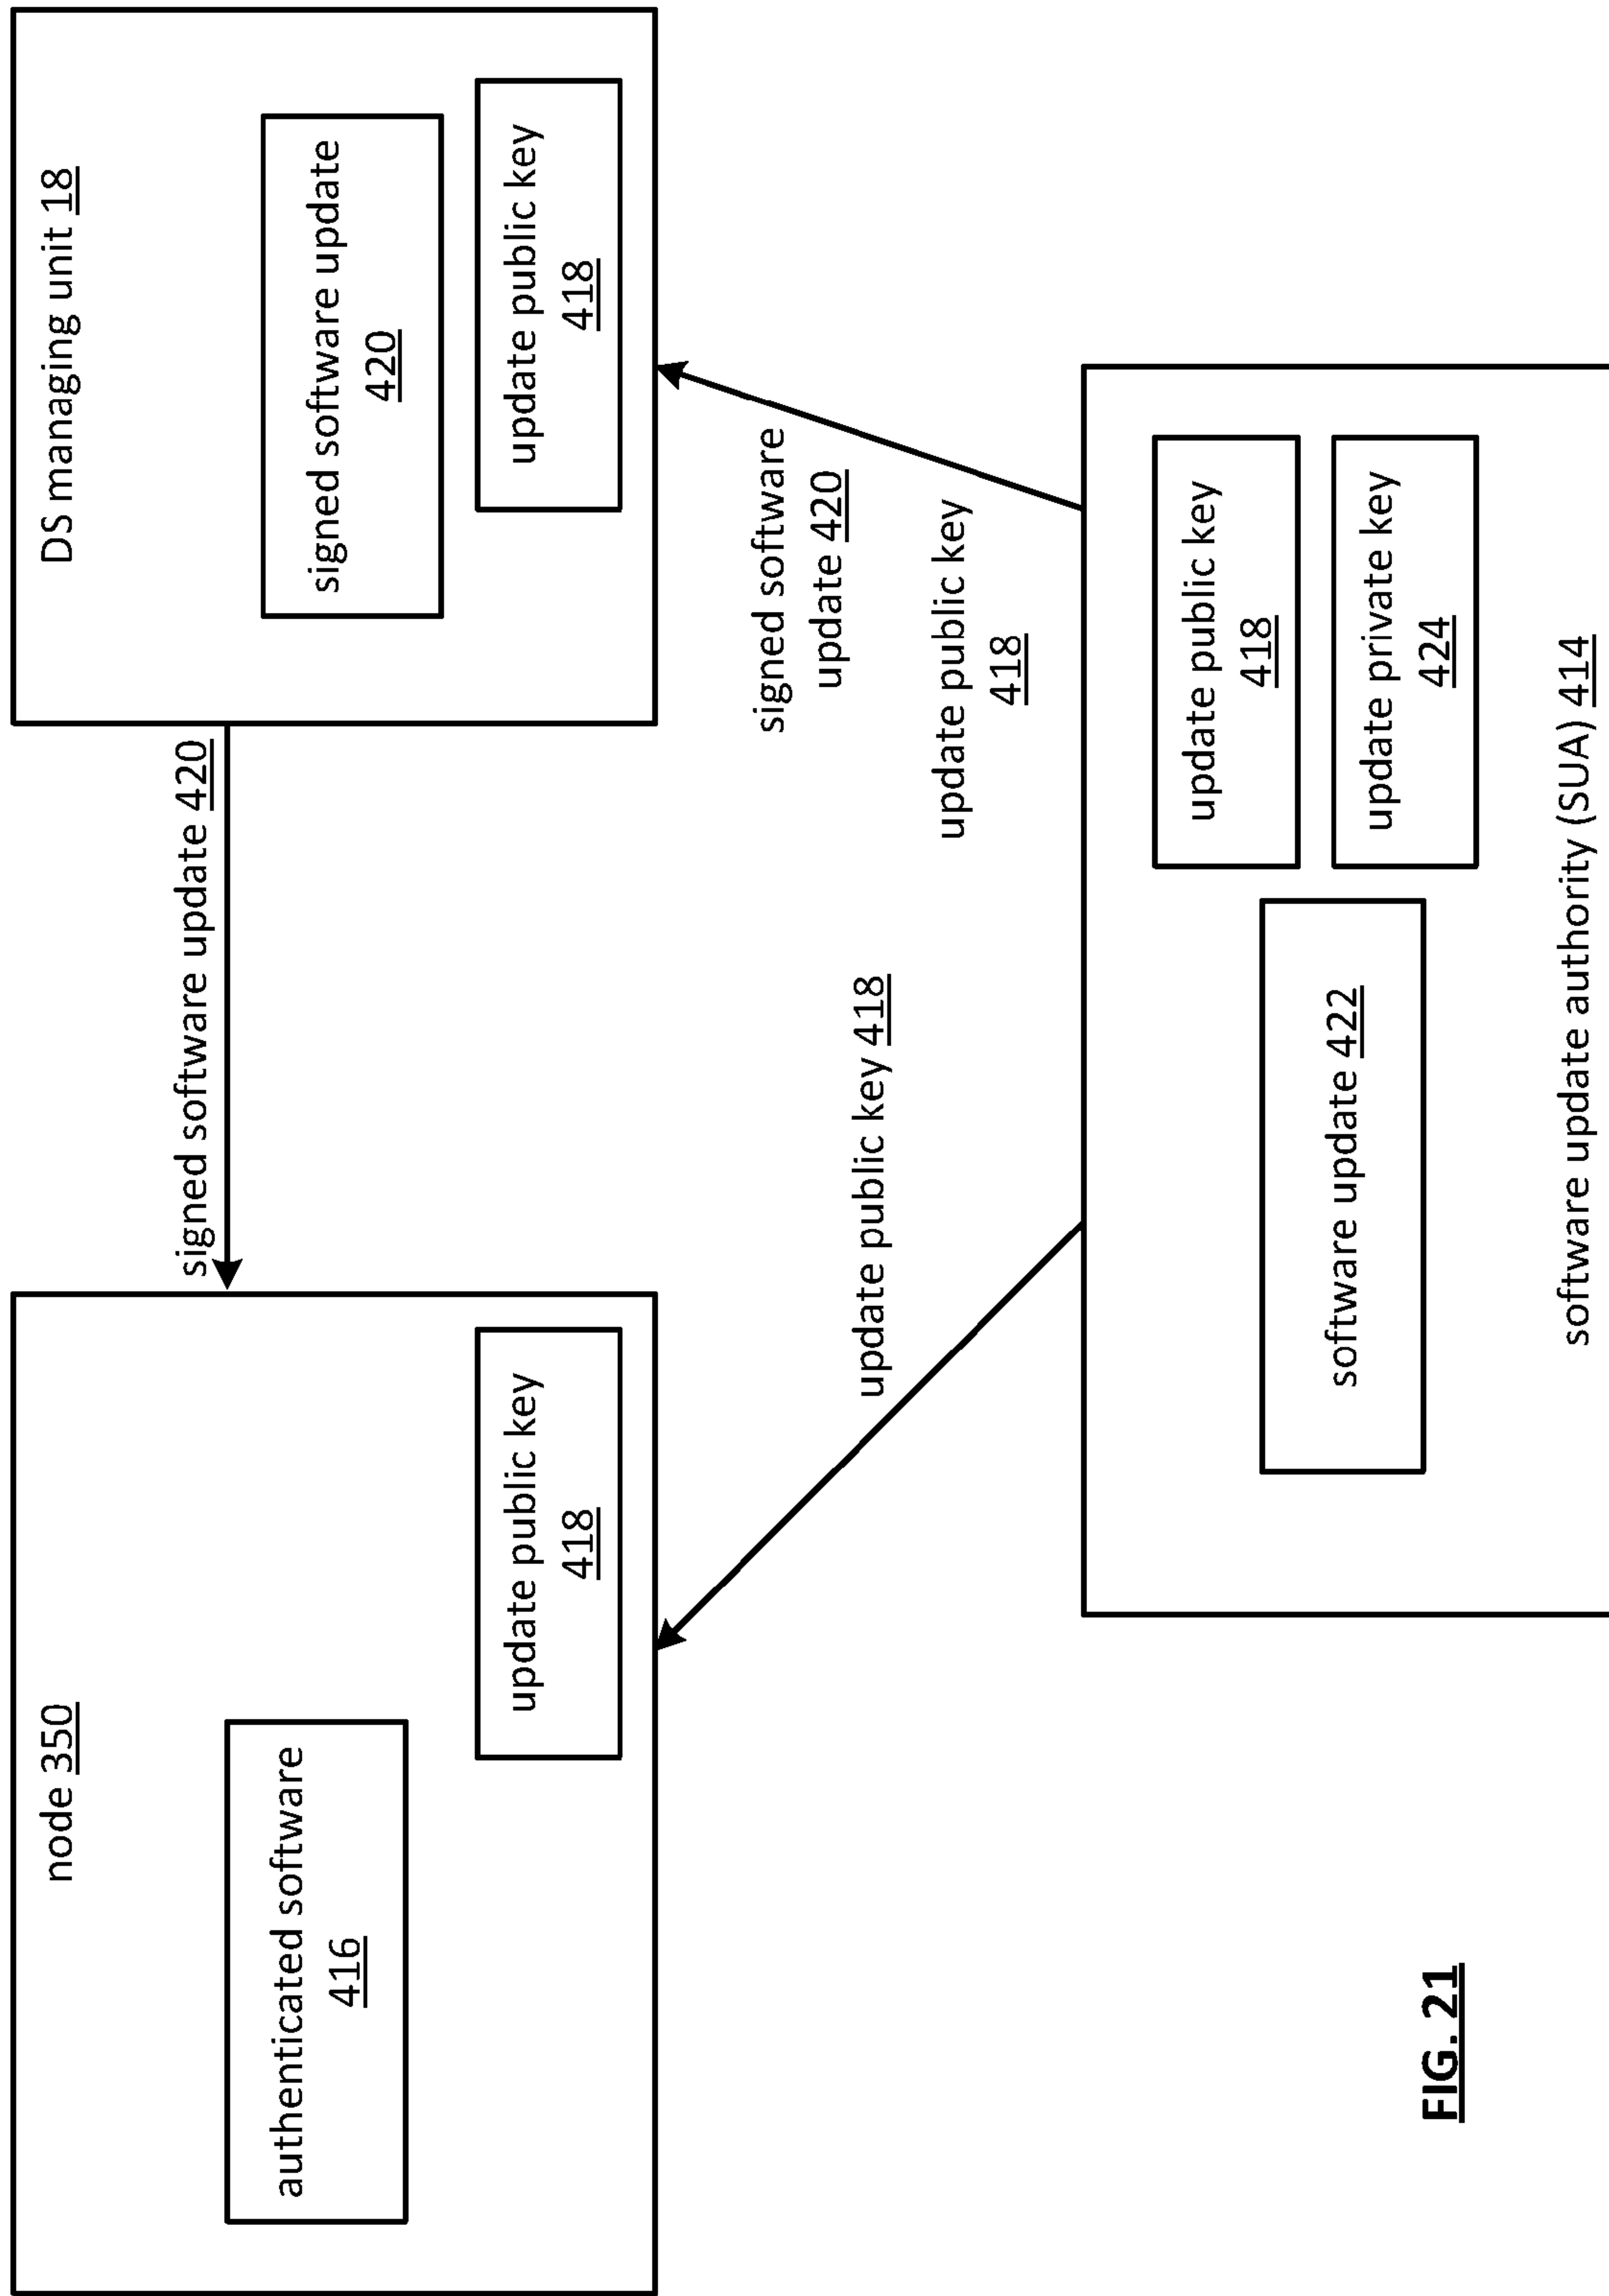 node 350
authenticated software
416
update public key
418
signed software update 420
DS managing unit 18
signed software update
420
update public key
418
update public key 418
signed software
update 420
update public key
418
software update 422
update public key
418
update private key
424
software update authority (SUA) 414
FIG. 21